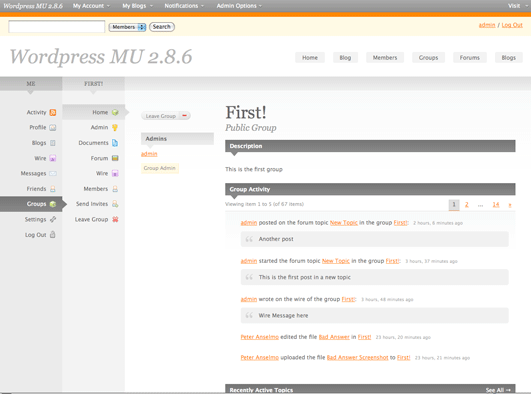 Wordpress MU 2.8.6 My Account My Blogs Notifications Admin Options Visit
Members Search
admin / Log Out
Wordpress MU 2.8.6
Home Blog Members Groups Forums Blogs
ME FIRST!
Activity
Profile
Blogs
Wire
Messages
Friends
Groups
Settings
Log Out
Home
Admin
Documents
Forum
Wire
Members
Send Invites
Leave Group
Leave Group
Admins
admin
Group Admin
First!
Public Group
Description
This is the first group
Group Activity
Viewing item 1 to 5 (of 67 items)
1 2 ... 14 »
admin posted on the forum topic New Topic in the group First! 2 hours, 9 minutes ago
Another post
admin started the forum topic New Topic in the group First! 3 hours, 37 minutes ago
This is the first post in a new topic
admin wrote on the wire of the group First! 3 hours, 48 minutes ago
Wire Message here
Peter Anselmo edited the file Bad Answer in First! 23 hours, 20 minutes ago
Peter Anselmo uploaded the file Bad Answer Screenshot to First! 23 hours, 21 minutes ago
Recently Active Topics See All →